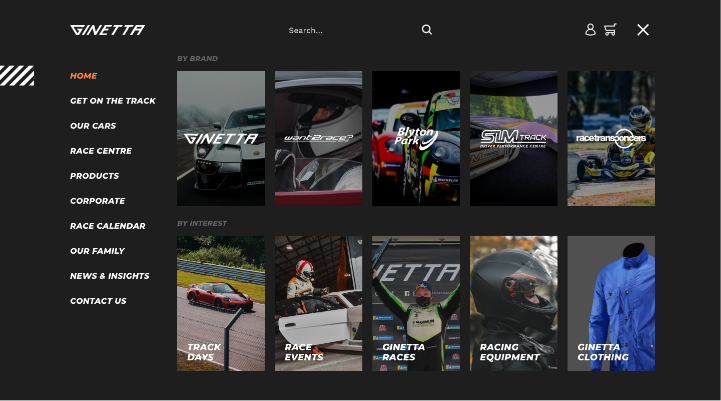 GINETTA
Search...
HOME
GET ON THE TRACK
OUR CARS
RACE CENTRE
PRODUCTS
CORPORATE
RACE CALENDAR
OUR FAMILY
NEWS & INSIGHTS
CONTACT US
BY BRAND
GINETTA
want2race?
Blyton
Park
SIM TRACK
DRIVER PERFORMANCE CENTRE
racetransponders
BY INTEREST
TRACK
DAYS
RACE
EVENTS
INETTA
GINETTA
RACES
RACING
EQUIPMENT
GINETTA
CLOTHING